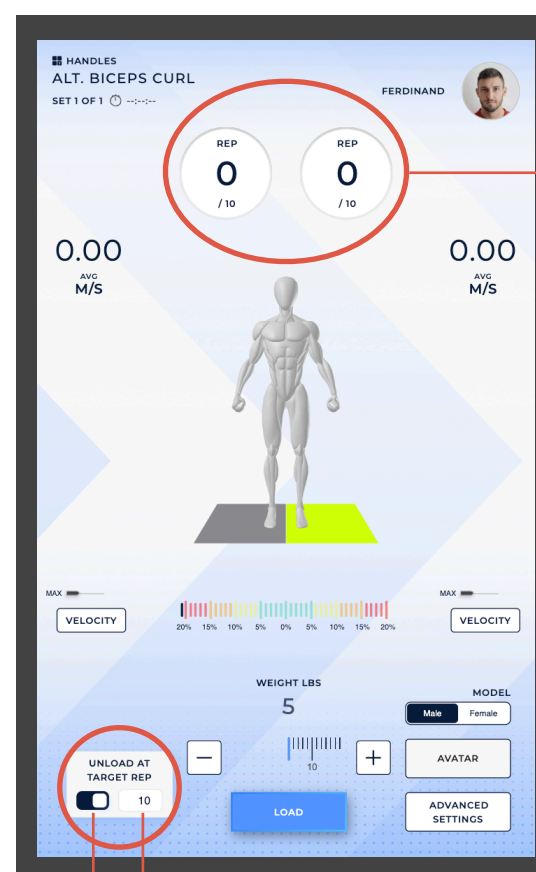 HANDLES
ALT. BICEPS CURL
SET 1 OF 1 --:--:--
FERDINAND
REP
0
/ 10
REP
0
/ 10
0.00
AVG
M/S
0.00
AVG
M/S
MAX
VELOCITY
20% 15% 10% 5% 0% 5% 10% 15% 20%
MAX
VELOCITY
WEIGHT LBS
5
10
MODEL
Male Female
UNLOAD AT
TARGET REP
10
LOAD
AVATAR
ADVANCED
SETTINGS